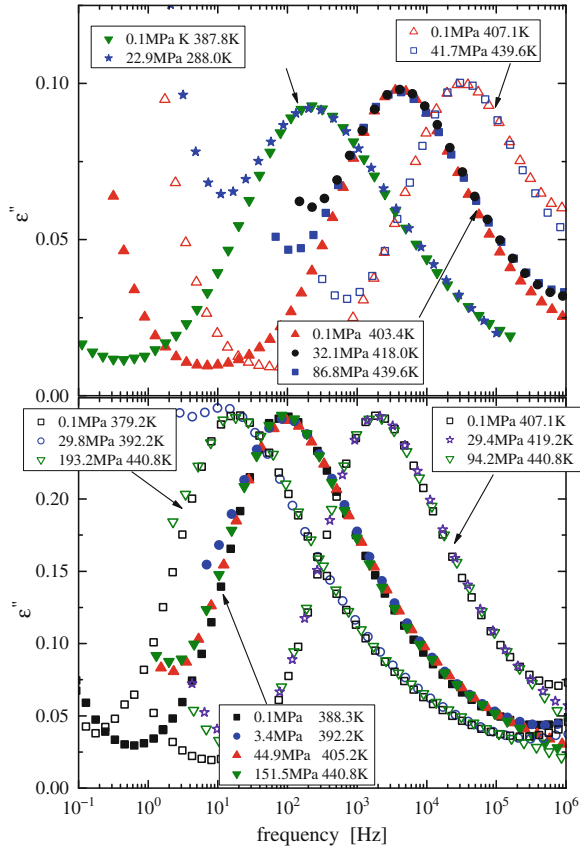 0.1MPa K 387.8K
22.9MPa 288.0K
0.1MPa 407.1K
41.7MPa 439.6K
0.10
0.05
0.00
ε"
0.1MPa 403.4K
32.1MPa 418.0K
86.8MPa 439.6K
0.1MPa 379.2K
29.8MPa 392.2K
193.2MPa 440.8K
0.1MPa 407.1K
29.4MPa 419.2K
94.2MPa 440.8K
0.20
0.15
0.10
0.05
0.00
ε"
0.1MPa 388.3K
3.4MPa 392.2K
44.9MPa 405.2K
151.5MPa 440.8K
10⁻¹ 10⁰ 10¹ 10² 10³ 10⁴ 10⁵ 10⁶
frequency [Hz]